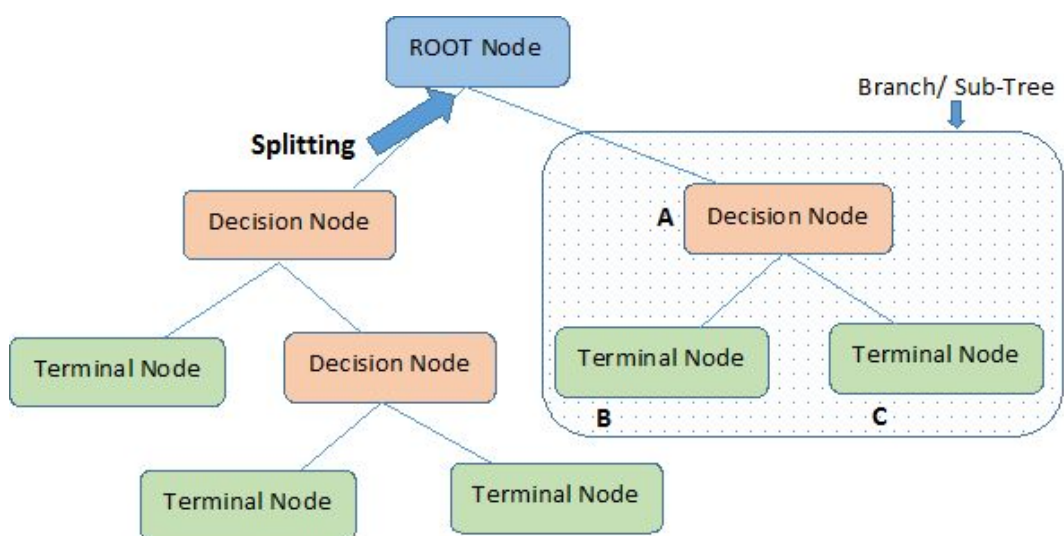 ROOT Node
Branch/ Sub-Tree
Splitting
Decision Node
A
Decision Node
Terminal Node
Decision Node
Terminal Node
Terminal Node
B
C
Terminal Node
Terminal Node